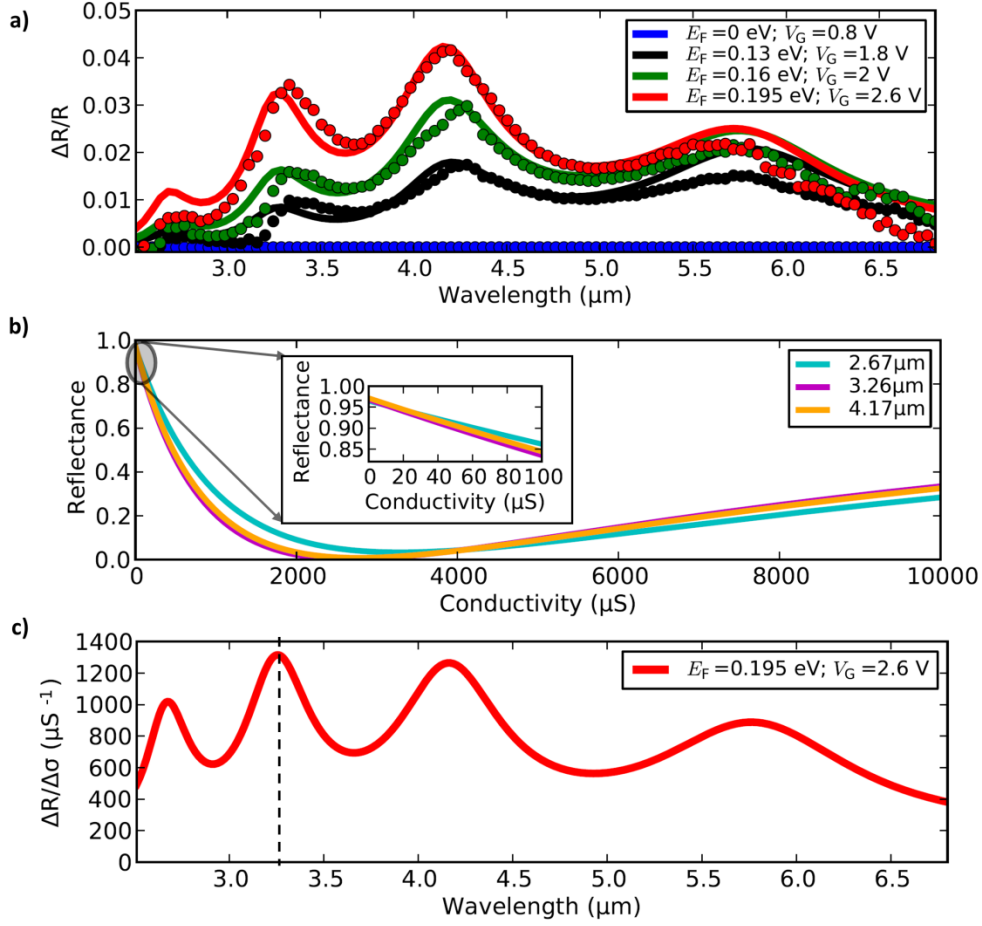 a)
0.05
0.04
0.03
0.02
0.01
0.00
ΔR/R
E_F =0 eV; V_G =0.8 V
E_F =0.13 eV; V_G =1.8 V
E_F =0.16 eV; V_G =2 V
E_F =0.195 eV; V_G =2.6 V
3.0 3.5 4.0 4.5 5.0 5.5 6.0 6.5
Wavelength (μm)
b)
1.0
0.8
0.6
0.4
0.2
0.0
Reflectance
1.00
0.95
0.90
0.85
Reflectance
0 20 40 60 80 100
Conductivity (μS)
2.67μm
3.26μm
4.17μm
0 2000 4000 6000 8000 10000
Conductivity (μS)
c)
1400
1200
1000
800
600
400
200
0
ΔR/Δσ (μS⁻¹)
E_F =0.195 eV; V_G =2.6 V
3.0 3.5 4.0 4.5 5.0 5.5 6.0 6.5
Wavelength (μm)